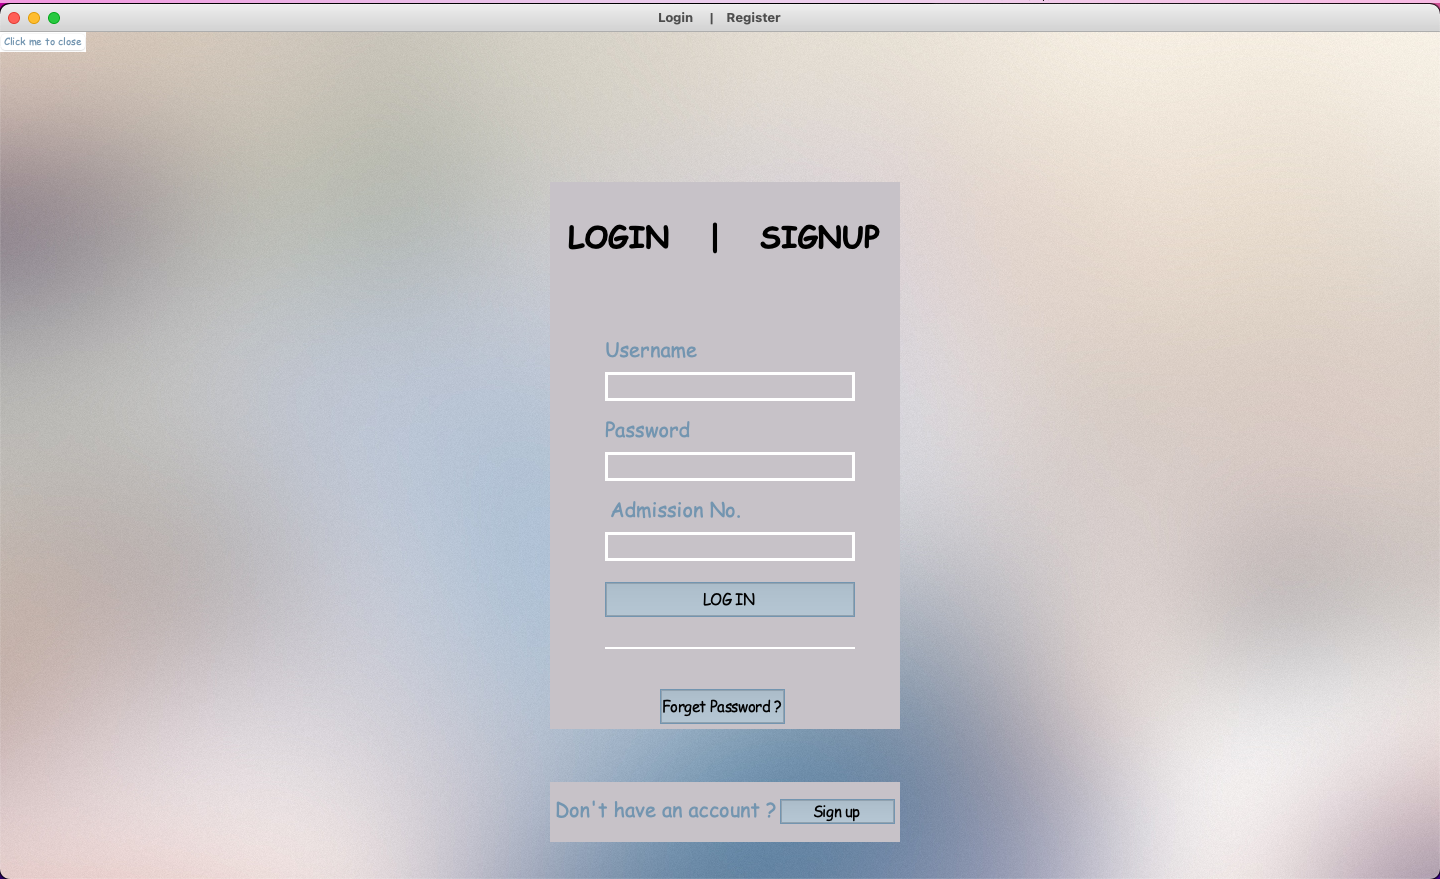 Login | Register
Click me to close
LOGIN | SIGNUP
Username
Password
Admission No.
LOG IN
Forget Password ?
Don't have an account ? Sign up